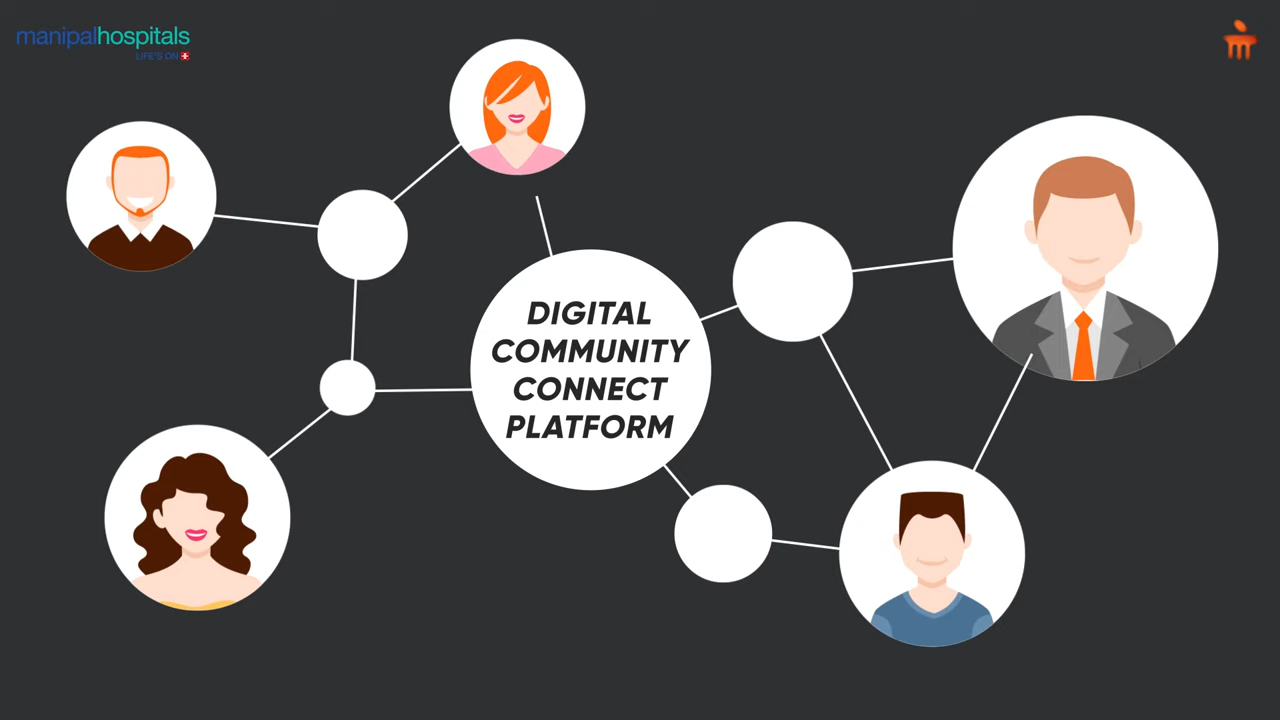 manipalhospitals
LIFE'S ON
DIGITAL
COMMUNITY
CONNECT
PLATFORM